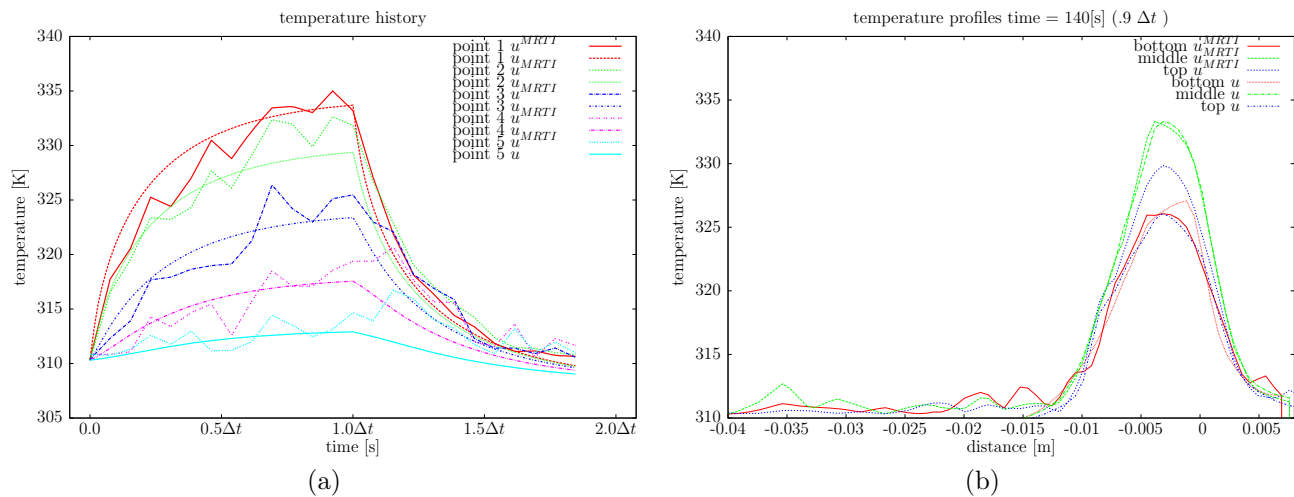 temperature history
340
335
330
325
320
315
310
305
temperature [K]
0.0
0.5Δt
1.0Δt
1.5Δt
2.0Δt
time [s]
point 1 u^MRTI
point 1 u
point 2 u^MRTI
point 2 u
point 3 u^MRTI
point 3 u
point 4 u^MRTI
point 4 u
point 5 u^MRTI
point 5 u
(a)
temperature profiles time = 140[s] (.9 Δt )
340
335
330
325
320
315
310
temperature [K]
-0.04
-0.035
-0.03
-0.025
-0.02
-0.015
-0.01
-0.005
0
0.005
distance [m]
bottom u^MRTI
middle u^MRTI
top u^MRTI
bottom u
middle u
top u
(b)